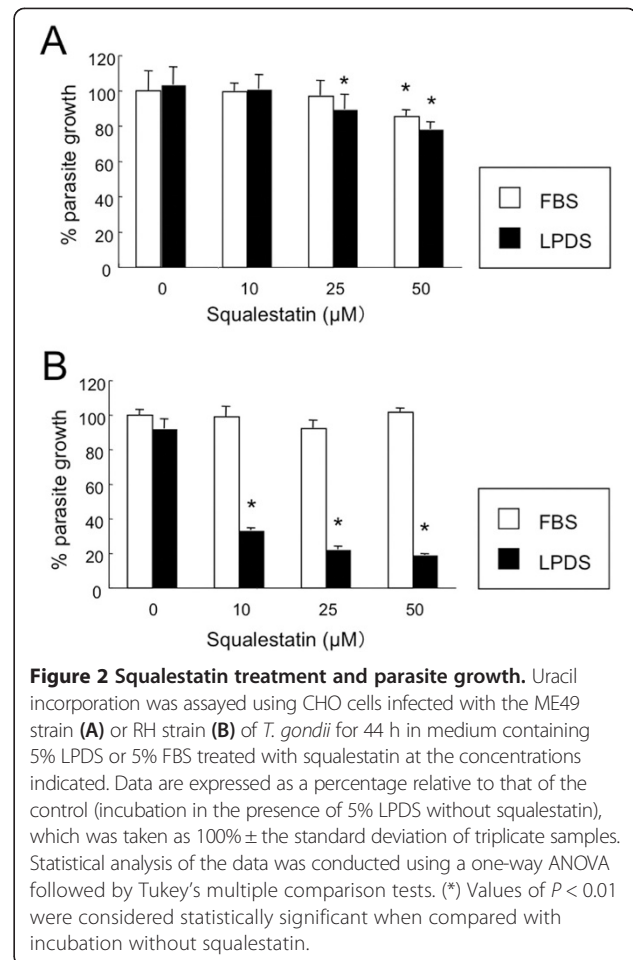 A
120
100
80
60
40
20
0
% parasite growth
* * *
0 10 25 50
Squalestatin (μM)
FBS
LPDS
B
120
100
80
60
40
20
0
% parasite growth
* * *
0 10 25 50
Squalestatin (μM)
FBS
LPDS
Figure 2 Squalestatin treatment and parasite growth. Uracil
incorporation was assayed using CHO cells infected with the ME49
strain (A) or RH strain (B) of T. gondii for 44 h in medium containing
5% LPDS or 5% FBS treated with squalestatin at the concentrations
indicated. Data are expressed as a percentage relative to that of the
control (incubation in the presence of 5% LPDS without squalestatin),
which was taken as 100% ± the standard deviation of triplicate samples.
Statistical analysis of the data was conducted using a one-way ANOVA
followed by Tukey's multiple comparison tests. (*) Values of P < 0.01
were considered statistically significant when compared with
incubation without squalestatin.